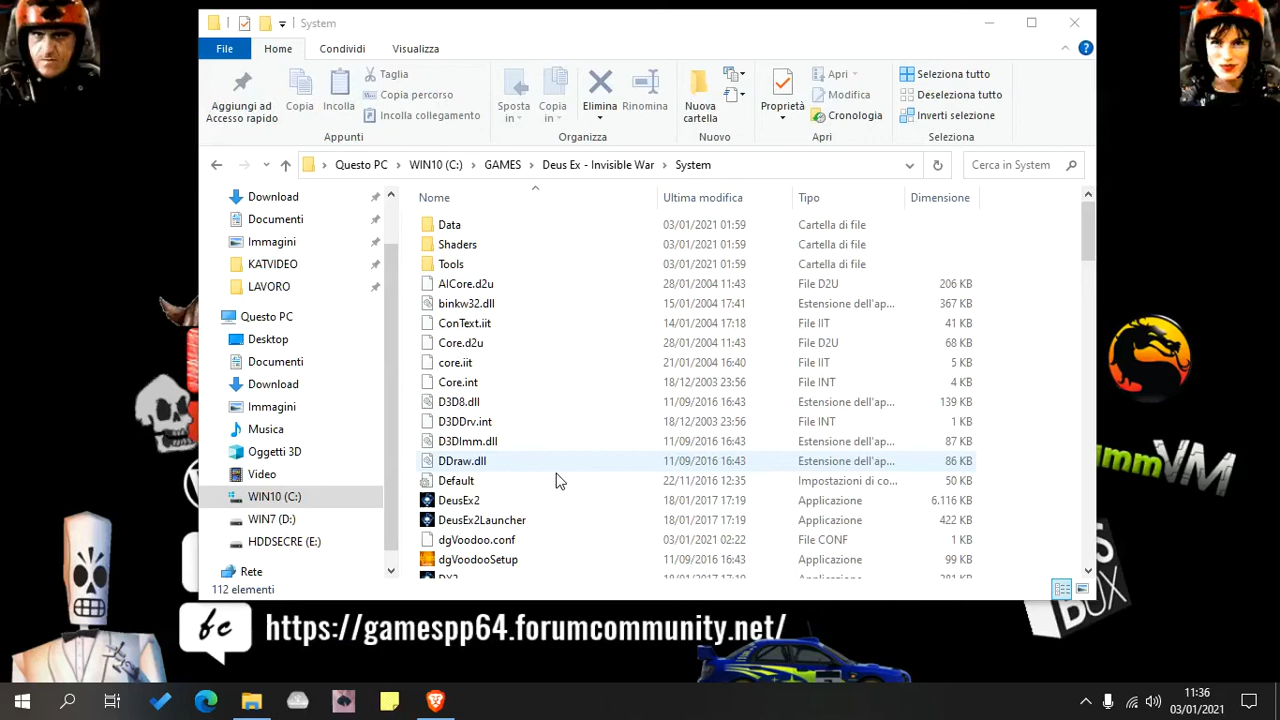 System
File Home Condividi Visualizza
Aggiungi ad Accesso rapido
Copia
Incolla
Taglia
Copia percorso
Incolla collegamento
Sposta in
Copia in
Elimina
Rinomina
Nuova cartella
Proprietà
Apri
Modifica
Cronologia
Seleziona tutto
Deseleziona tutto
Inverti selezione
Appunti Organizza Nuovo Apri Selezione
Questo PC > WIN10 (C:) > GAMES > Deus Ex - Invisible War > System
Cerca in System
Download
Documenti
Immagini
KATVIDEO
LAVORO
Questo PC
Desktop
Documenti
Download
Immagini
Musica
Oggetti 3D
Video
WIN10 (C:)
WIN7 (D:)
HDDSECRE (E:)
Rete
Nome Ultima modifica Tipo Dimensione
Data 03/01/2021 01:59 Cartella di file
Shaders 03/01/2021 01:59 Cartella di file
Tools 03/01/2021 01:59 Cartella di file
AICore.d2u 28/01/2004 11:43 File D2U 206 KB
binkw32.dll 15/01/2004 17:41 Estensione dell'ap... 367 KB
ConText.iit 14/01/2004 17:18 File IIT 41 KB
Core.d2u 28/01/2004 11:43 File D2U 68 KB
core.iit 21/01/2004 16:40 File IIT 5 KB
Core.int 18/12/2003 23:56 File INT 4 KB
D3D8.dll 11/09/2016 16:43 Estensione dell'ap... 139 KB
D3DDrv.int 18/12/2003 23:56 File INT 1 KB
D3DImm.dll 11/09/2016 16:43 Estensione dell'ap... 87 KB
DDraw.dll 11/09/2016 16:43 Estensione dell'ap... 86 KB
Default 22/11/2016 12:35 Impostazioni di co... 50 KB
DeusEx2 18/01/2017 17:19 Applicazione 6.116 KB
DeusEx2Launcher 18/01/2017 17:19 Applicazione 422 KB
dgVoodoo.conf 03/01/2021 02:22 File CONF 1 KB
dgVoodooSetup 11/09/2016 16:43 Applicazione 99 KB
112 elementi
fc https://gamespp64.forumcommunity.net/
mmVM
11:36
03/01/2021